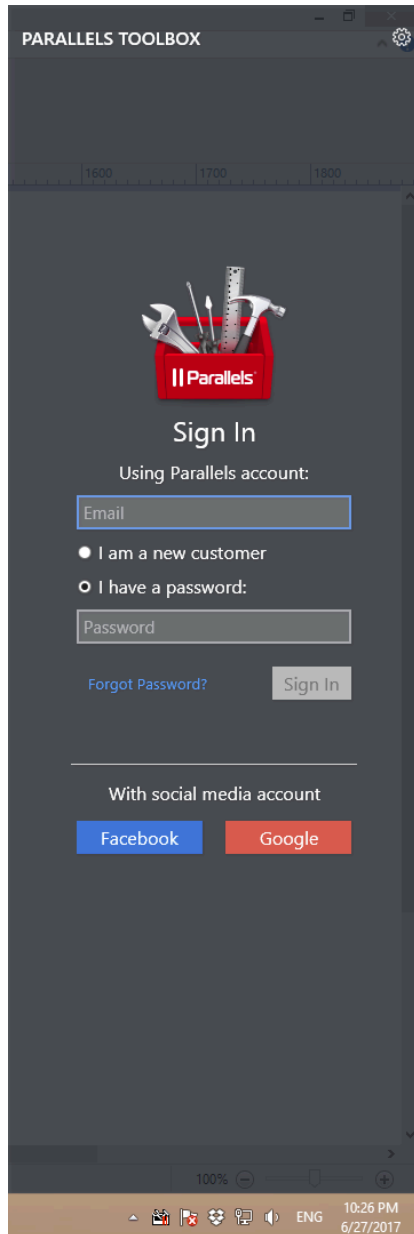 PARALLELS TOOLBOX
1600 1700 1800
Parallels
Sign In
Using Parallels account:
Email
I am a new customer
I have a password:
Password
Forgot Password? Sign In
With social media account
Facebook Google
100%
ENG 10:26 PM
6/27/2017